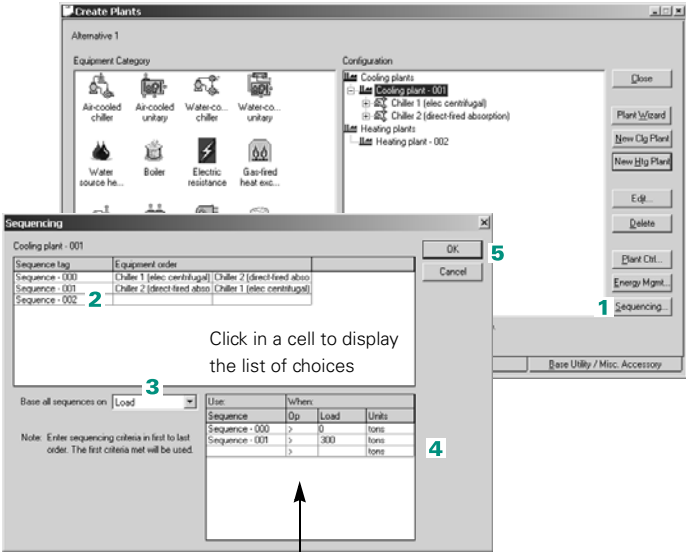 Create Plants
Alternative 1
Equipment Category
Configuration
Air-cooled chiller
Air-cooled unitary
Water-co... chiller
Water-co... unitary
Water source he...
Boiler
Electric resistance
Gas-fired heat exc...
Cooling plants
Cooling plant - 001
Chiller 1 (elec centrifugal)
Chiller 2 (direct-fired absorption)
Heating plants
Heating plant - 002
Close
Plant Wizard
New Clg Plant
New Htg Plant
Edit...
Delete
Plant Ctrl...
Energy Mgmt...
1 Sequencing...
Base Utility / Misc. Accessory
Sequencing
Cooling plant - 001
OK 5
Cancel
Sequence tag Equipment order
Sequence - 000 Chiller 1 (elec centrifugal) Chiller 2 (direct-fired abso
Sequence - 001 Chiller 2 (direct-fired abso Chiller 1 (elec centrifugal)
Sequence - 002 2
Click in a cell to display
the list of choices
3
Base all sequences on Load
Note: Enter sequencing criteria in first to last
order. The first criteria met will be used.
Use: When:
Sequence Op Load Units
Sequence - 000 > 0 tons
Sequence - 001 > 300 tons
> tons
4